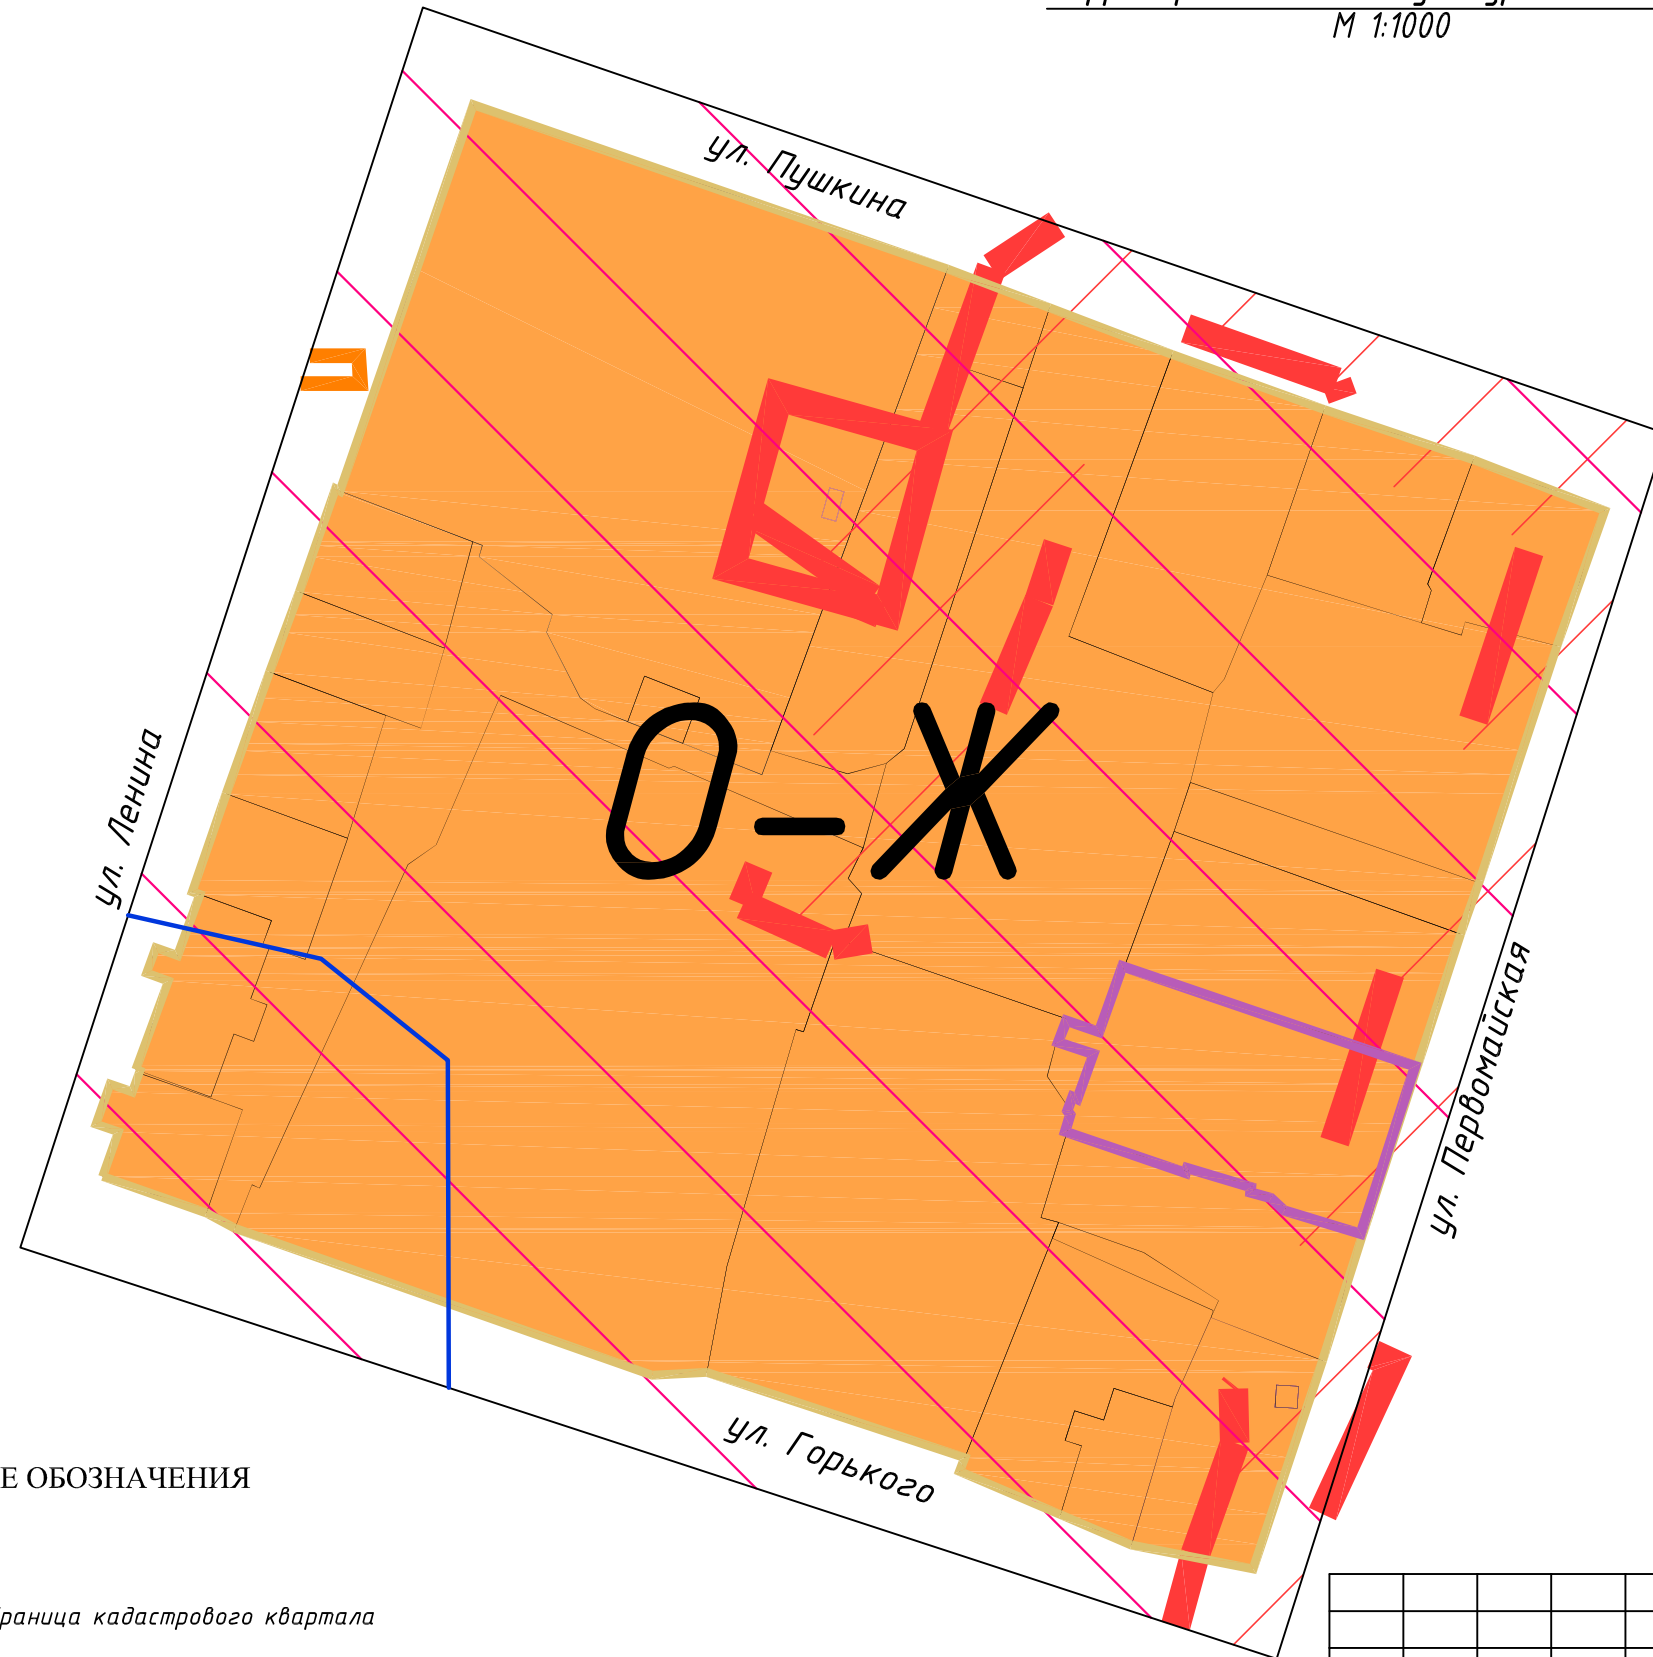 М 1:1000
ул. Пушкина
ул. Ленина
О-Ж
ул. Первомайская
ул. Горького
Е ОБОЗНАЧЕНИЯ
раница кадастрового квартала